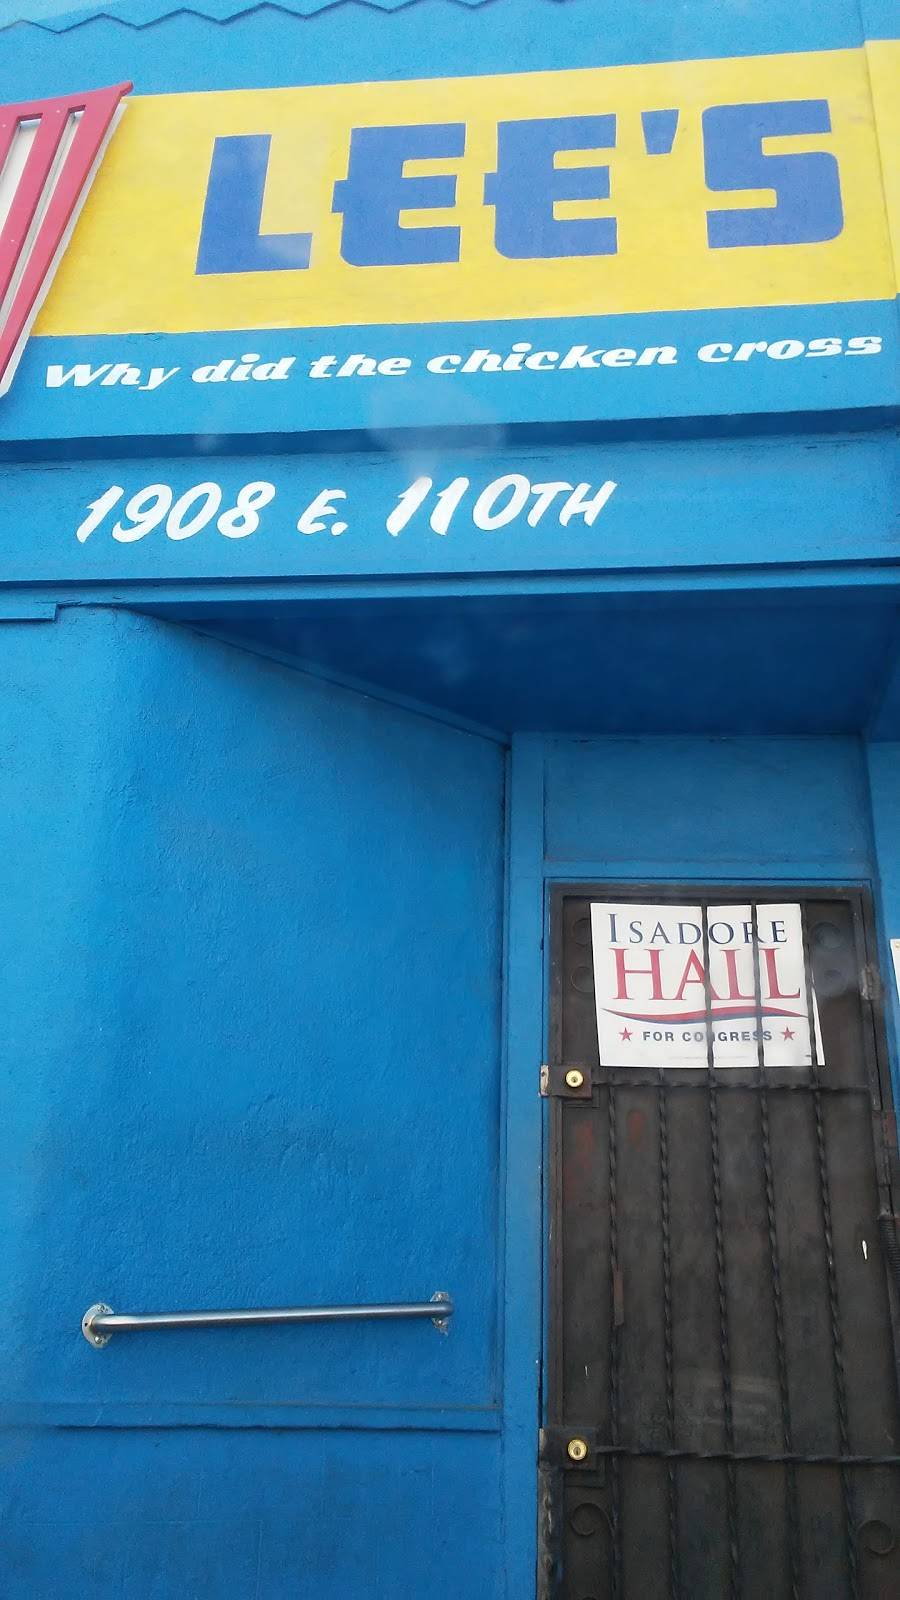 LEE'S
Why did the chicken cross
1908 E. 110TH
ISADORE
HALL
FOR CONGRESS